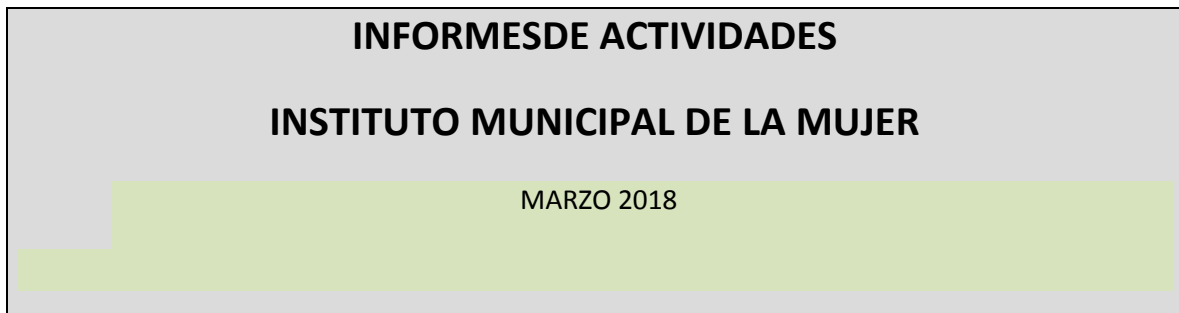 INFORMESDE ACTIVIDADES
INSTITUTO MUNICIPAL DE LA MUJER
MARZO 2018